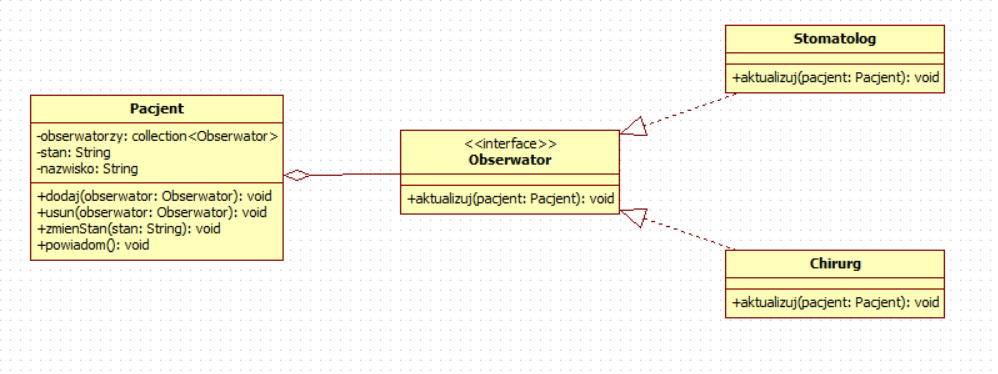 Pacjent
-obserwatorzy: collection<Obserwator>
-stan: String
-nazwisko: String
+dodaj(obserwator: Obserwator): void
+usun(obserwator: Obserwator): void
+zmienStan(stan: String): void
+powiadom(): void
<<interface>>
Obserwator
+aktualizuj(pacjent: Pacjent): void
Stomatolog
+aktualizuj(pacjent: Pacjent): void
Chirurg
+aktualizuj(pacjent: Pacjent): void